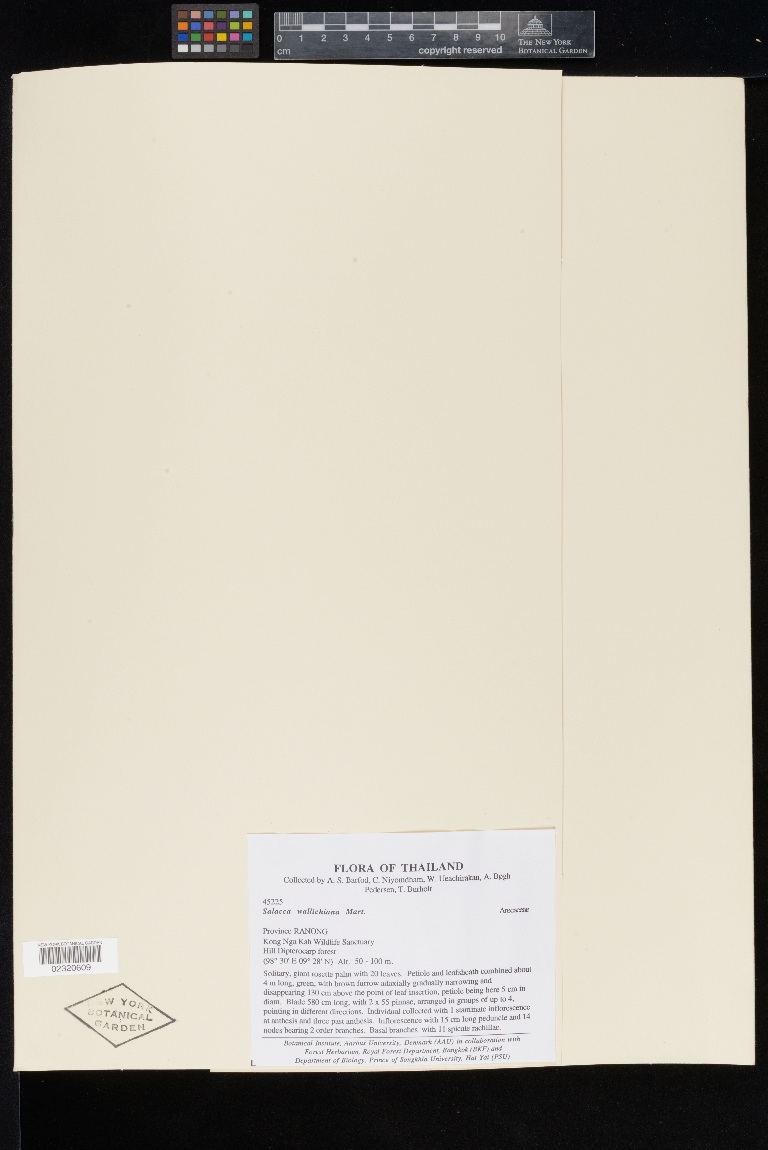 0 1 2 3 4 5 6 7 8 9 10
cm
copyright reserved
THE NEW YORK
BOTANICAL GARDEN
FLORA OF THAILAND
Collected by A. S. Barfod, C. Niyomdham, W. Ueachirakan, A. Bøgh
Pedersen, T. Burholt
45225
Salacca wallichiana Mart.
Arecaceae
Province RANONG
Kong Nga Kah Wildlife Sanctuary
Hill Dipterocarp forest
(98° 30' E 09° 28' N) Alt. 50 - 100 m.
Solitary, giant rosette palm with 20 leaves. Petiole and leafsheath combined about
4 m long, green, with brown furrow adaxially gradually narrowing and
disappearing 130 cm above the point of leaf insertion, petiole being here 5 cm in
diam. Blade 580 cm long, with 2 x 55 pinnae, arranged in groups of up to 4,
pointing in different directions. Individual collected with 1 staminate inflorescence
at anthesis and three past anthesis. Inflorescence with 15 cm long peduncle and 14
nodes bearing 2 order branches. Basal branches with 11 spicate rachillae.
Botanical Institute, Aarhus University, Denmark (AAU) in collaboration with
Forest Herbarium, Royal Forest Department, Bangkok (BKF) and
Department of Biology, Prince of Songkhla University, Hat Yai (PSU)
NEW YORK BOTANICAL GARDEN
02320609
NEW YORK
BOTANICAL
GARDEN